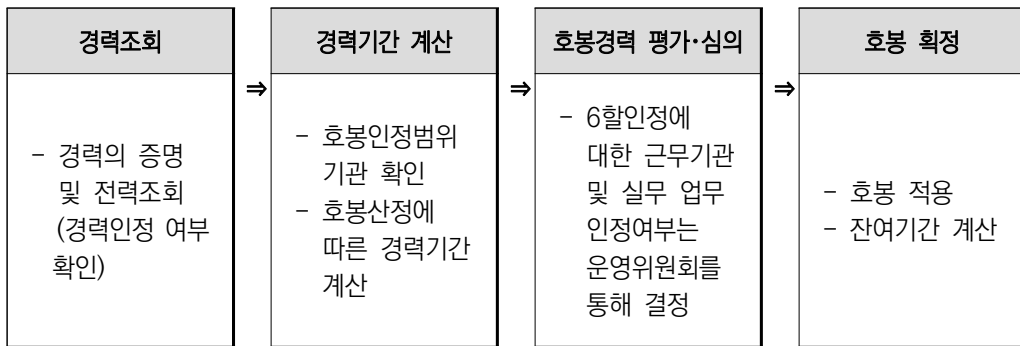 경력조회
- 경력의 증명
및 전력조회
(경력인정 여부
확인)
⇒
경력기간 계산
- 호봉인정범위
기관 확인
- 호봉산정에
따른 경력기간
계산
⇒
호봉경력 평가·심의
- 6할인정에
대한 근무기관
및 실무 업무
인정여부는
운영위원회를
통해 결정
⇒
호봉 획정
- 호봉 적용
- 잔여기간 계산